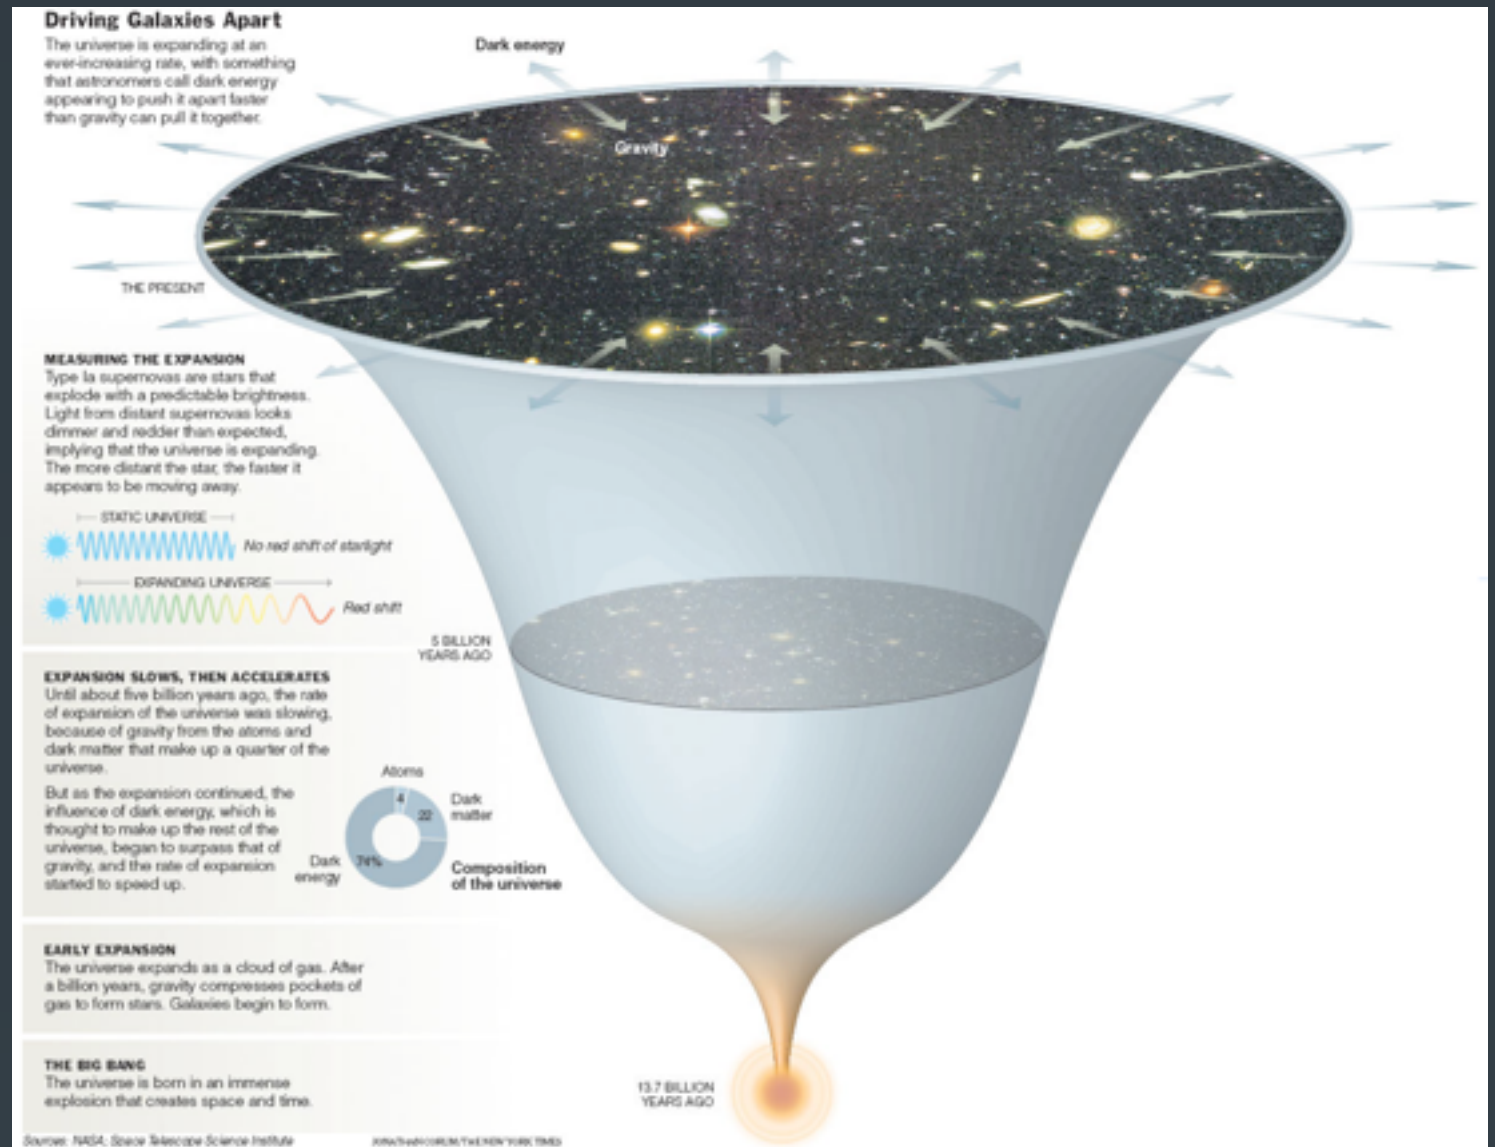 Driving Galaxies Apart
The universe is expanding at an
ever-increasing rate, with something
that astronomers call dark energy
appearing to push it apart faster
than gravity can pull it together.
Dark energy
Gravity
THE PRESENT
MEASURING THE EXPANSION
Type Ia supernovas are stars that
explode with a predictable brightness.
Light from distant supernovas looks
dimmer and redder than expected,
implying that the universe is expanding.
The more distant the star, the faster it
appears to be moving away.
STATIC UNIVERSE
No red shift of starlight
EXPANDING UNIVERSE
Red shift
5 BILLION
YEARS AGO
EXPANSION SLOWS, THEN ACCELERATES
Until about five billion years ago, the rate
of expansion of the universe was slowing,
because of gravity from the atoms and
dark matter that make up a quarter of the
universe.
But as the expansion continued, the
influence of dark energy, which is
thought to make up the rest of the
universe, began to surpass that of
gravity, and the rate of expansion
started to speed up.
Atoms
4
Dark
matter
22
Dark
energy
74%
Composition
of the universe
EARLY EXPANSION
The universe expands as a cloud of gas. After
a billion years, gravity compresses pockets of
gas to form stars. Galaxies begin to form.
THE BIG BANG
The universe is born in an immense
explosion that creates space and time.
13.7 BILLION
YEARS AGO
Sources: NASA; Space Telescope Science Institute
JONATHAN CORUM/THE NEW YORK TIMES